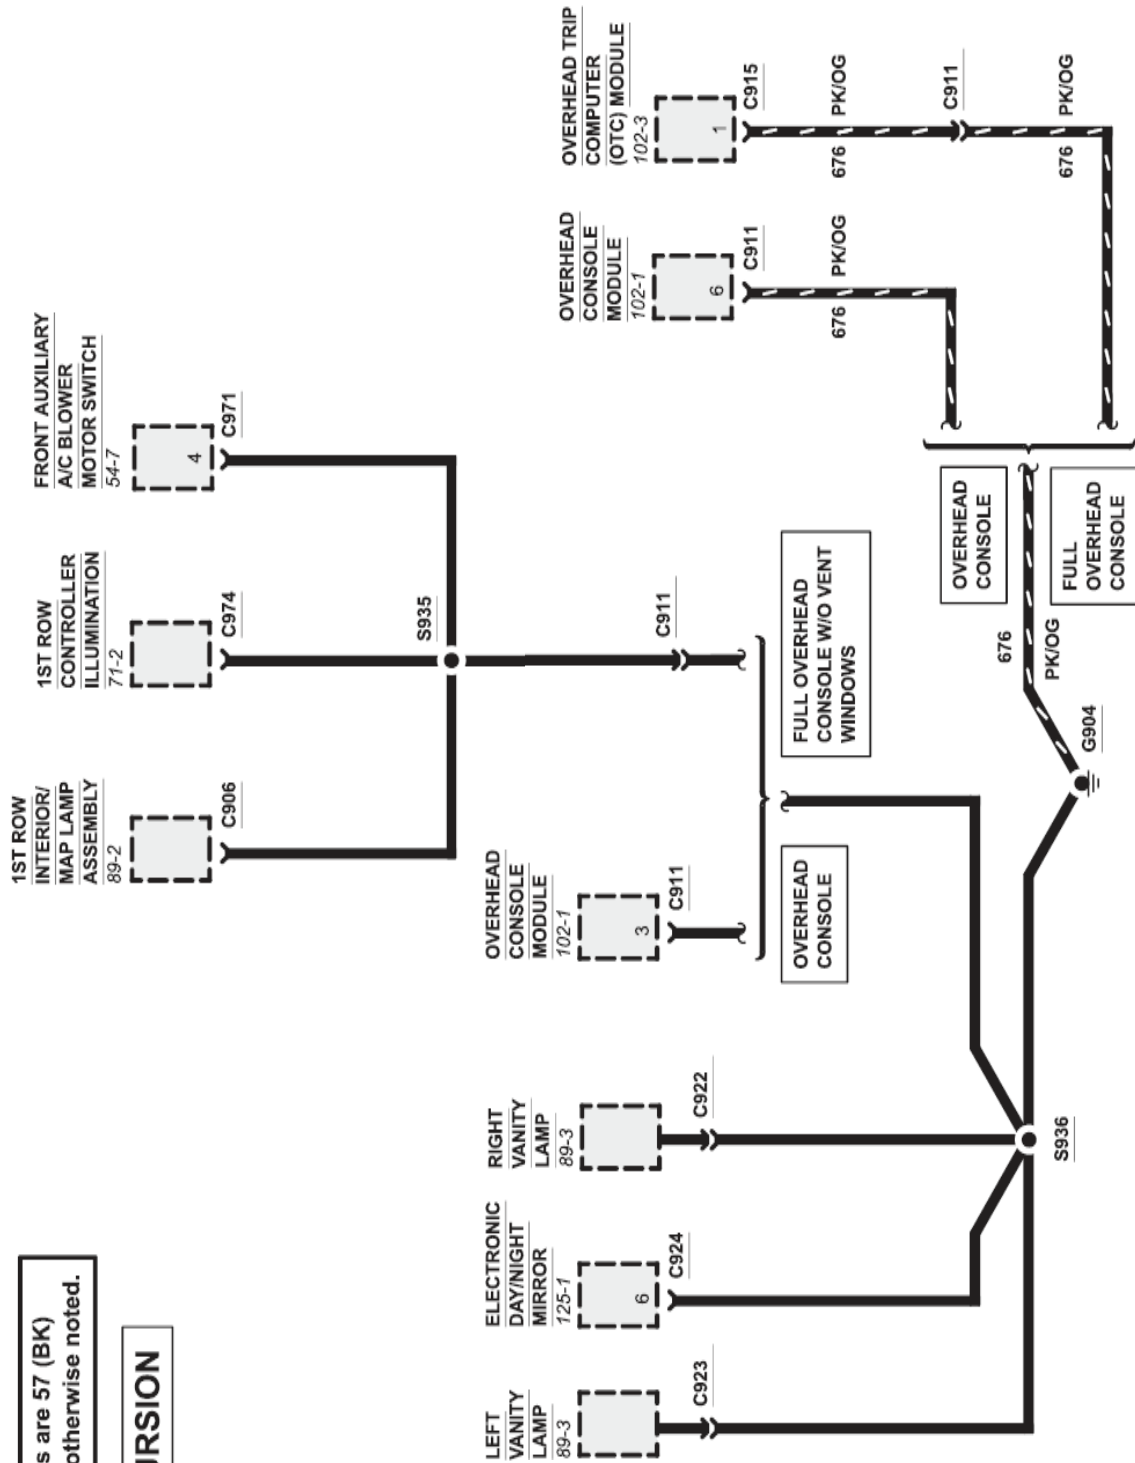 s are 57 (BK)
otherwise noted.
URSION
LEFT
VANITY
LAMP
89-3
C923
ELECTRONIC
DAY/NIGHT
MIRROR
125-1
6
C924
RIGHT
VANITY
LAMP
89-3
C922
S936
OVERHEAD
CONSOLE
MODULE
102-1
3
C911
OVERHEAD
CONSOLE
1ST ROW
INTERIOR/
MAP LAMP
ASSEMBLY
89-2
C906
1ST ROW
CONTROLLER
ILLUMINATION
71-2
C974
S935
FRONT AUXILIARY
A/C BLOWER
MOTOR SWITCH
54-7
4
C971
C911
FULL OVERHEAD
CONSOLE W/O VENT
WINDOWS
G904
676
PK/OG
OVERHEAD
CONSOLE
FULL
OVERHEAD
CONSOLE
OVERHEAD
CONSOLE
MODULE
102-1
6
C911
676
PK/OG
OVERHEAD TRIP
COMPUTER
(OTC) MODULE
102-3
1
C915
676
PK/OG
C911
676
PK/OG